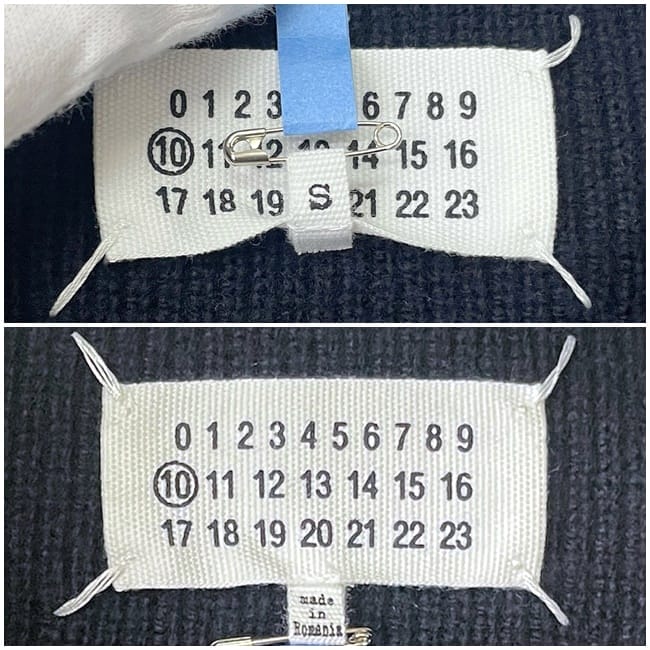 0 1 2 3 6 7 8 9
10 11 12 13 14 15 16
17 18 19 S 21 22 23
0 1 2 3 4 5 6 7 8 9
10 11 12 13 14 15 16
17 18 19 20 21 22 23
made
in
Romania